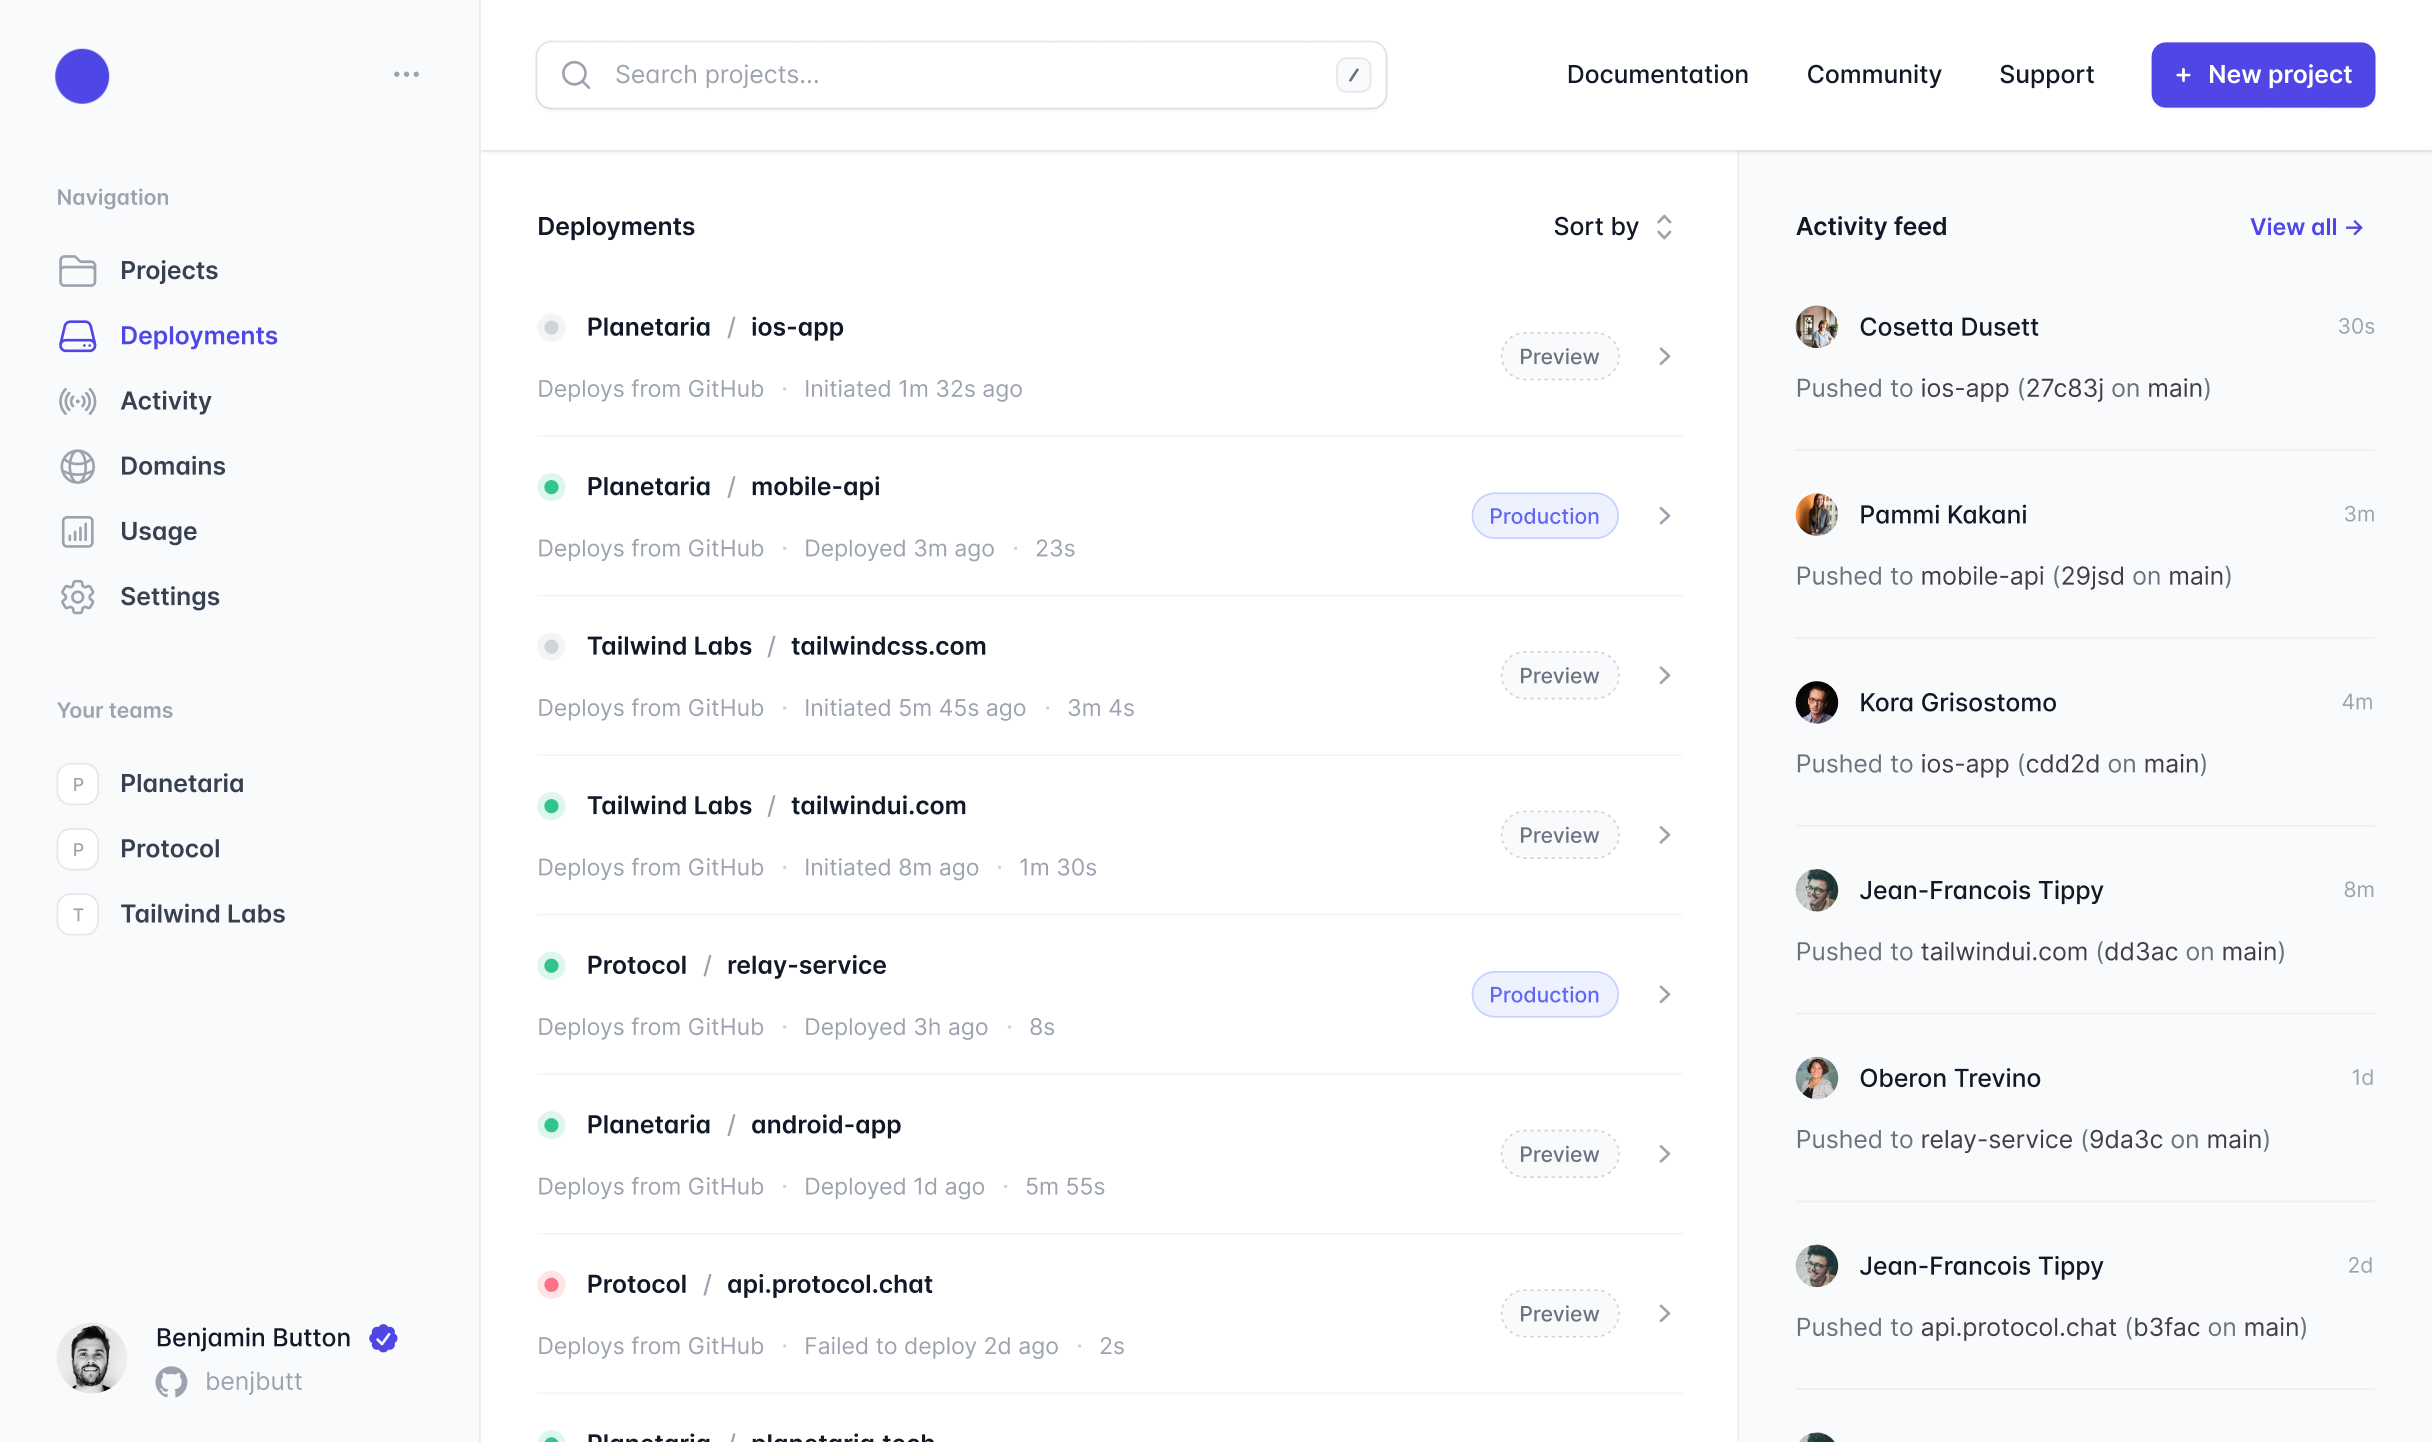 Search projects...
/
Documentation
Community
Support
+ New project
Navigation
Projects
Deployments
Activity
Domains
Usage
Settings
Your teams
P Planetaria
P Protocol
T Tailwind Labs
Benjamin Button
benjbutt
Deployments
Sort by
Planetaria / ios-app
Deploys from GitHub · Initiated 1m 32s ago
Preview
Planetaria / mobile-api
Deploys from GitHub · Deployed 3m ago · 23s
Production
Tailwind Labs / tailwindcss.com
Deploys from GitHub · Initiated 5m 45s ago · 3m 4s
Preview
Tailwind Labs / tailwindui.com
Deploys from GitHub · Initiated 8m ago · 1m 30s
Preview
Protocol / relay-service
Deploys from GitHub · Deployed 3h ago · 8s
Production
Planetaria / android-app
Deploys from GitHub · Deployed 1d ago · 5m 55s
Preview
Protocol / api.protocol.chat
Deploys from GitHub · Failed to deploy 2d ago · 2s
Preview
Planetaria / planetaria.tech
Activity feed
View all →
Cosetta Dusett 30s
Pushed to ios-app (27c83j on main)
Pammi Kakani 3m
Pushed to mobile-api (29jsd on main)
Kora Grisostomo 4m
Pushed to ios-app (cdd2d on main)
Jean-Francois Tippy 8m
Pushed to tailwindui.com (dd3ac on main)
Oberon Trevino 1d
Pushed to relay-service (9da3c on main)
Jean-Francois Tippy 2d
Pushed to api.protocol.chat (b3fac on main)